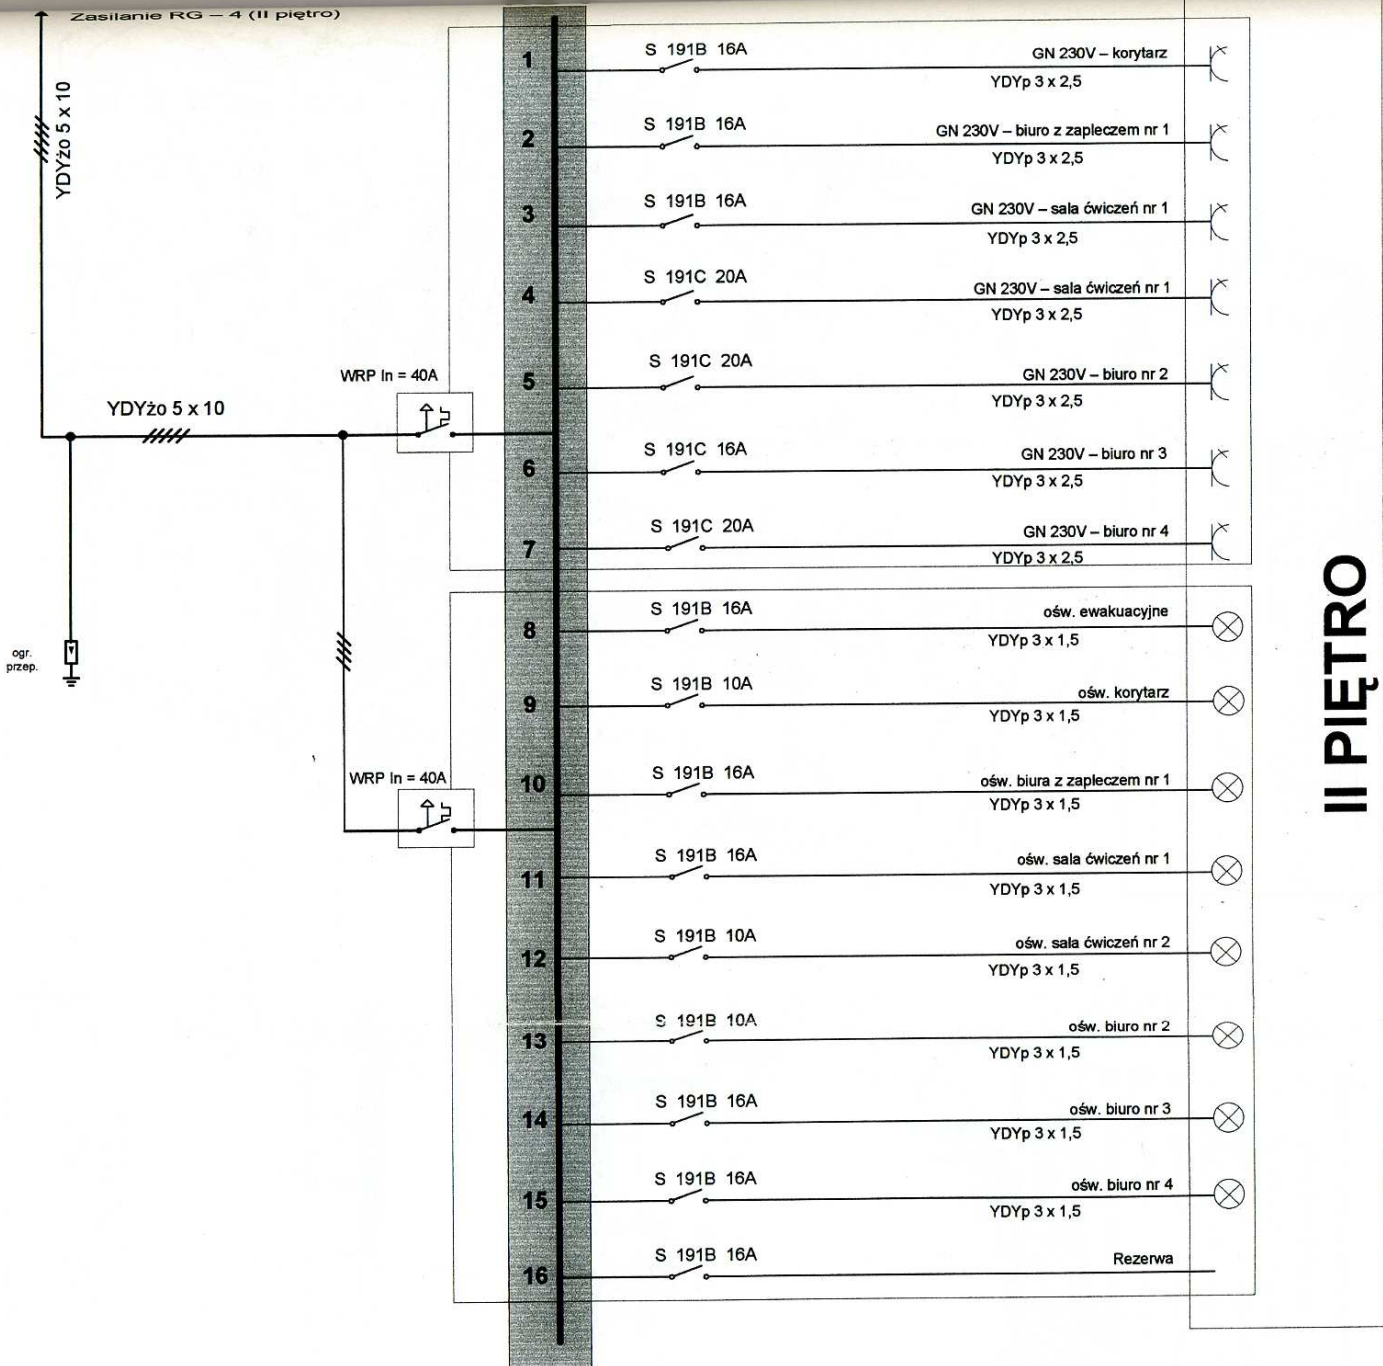 Zasilanie RG – 4 (II piętro)
YDYżo 5 x 10
YDYżo 5 x 10
ogr.
przep.
WRP In = 40A
WRP In = 40A
1
S 191B 16A
GN 230V – korytarz
YDYp 3 x 2,5
2
S 191B 16A
GN 230V – biuro z zapleczem nr 1
YDYp 3 x 2,5
3
S 191B 16A
GN 230V – sala ćwiczeń nr 1
YDYp 3 x 2,5
4
S 191C 20A
GN 230V – sala ćwiczeń nr 1
YDYp 3 x 2,5
5
S 191C 20A
GN 230V – biuro nr 2
YDYp 3 x 2,5
6
S 191C 16A
GN 230V – biuro nr 3
YDYp 3 x 2,5
7
S 191C 20A
GN 230V – biuro nr 4
YDYp 3 x 2,5
8
S 191B 16A
ośw. ewakuacyjne
YDYp 3 x 1,5
9
S 191B 10A
ośw. korytarz
YDYp 3 x 1,5
10
S 191B 16A
ośw. biura z zapleczem nr 1
YDYp 3 x 1,5
11
S 191B 16A
ośw. sala ćwiczeń nr 1
YDYp 3 x 1,5
12
S 191B 10A
ośw. sala ćwiczeń nr 2
YDYp 3 x 1,5
13
S 191B 10A
ośw. biuro nr 2
YDYp 3 x 1,5
14
S 191B 16A
ośw. biuro nr 3
YDYp 3 x 1,5
15
S 191B 16A
ośw. biuro nr 4
YDYp 3 x 1,5
16
S 191B 16A
Rezerwa
II PIĘTRO